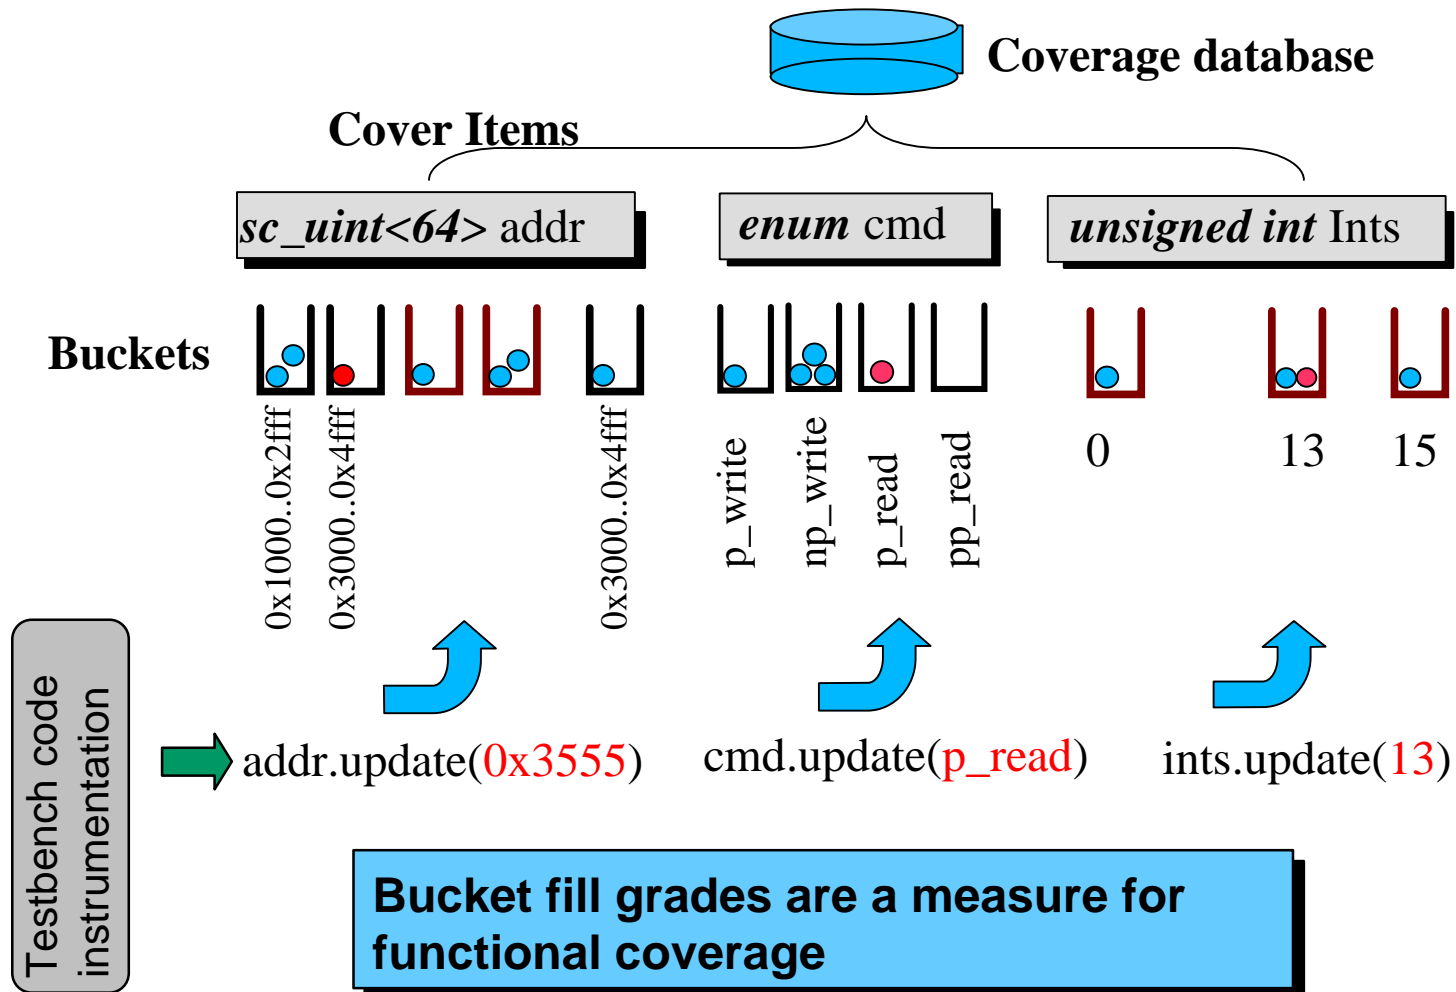 Coverage database
Cover Items
sc_uint<64> addr
enum cmd
unsigned int Ints
Buckets
0x1000..0x2fff
0x3000..0x4fff
0x3000..0x4fff
p_write
np_write
p_read
pp_read
0
13
15
Testbench code
instrumentation
addr.update(0x3555)
cmd.update(p_read)
ints.update(13)
Bucket fill grades are a measure for
functional coverage